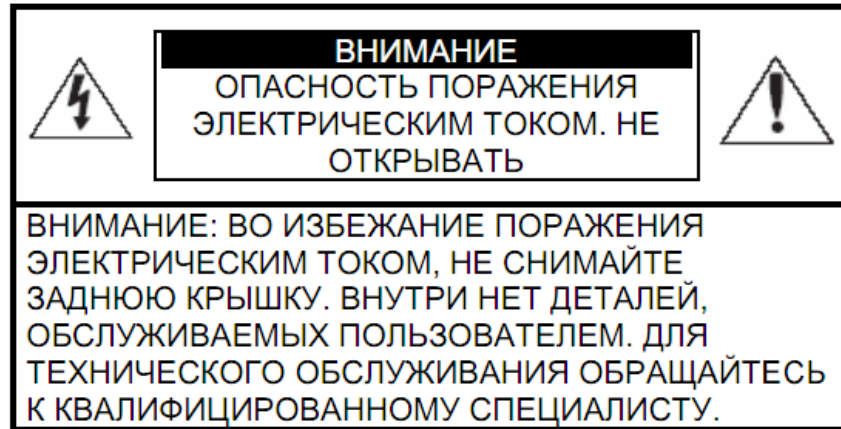 ВНИМАНИЕ
ОПАСНОСТЬ ПОРАЖЕНИЯ
ЭЛЕКТРИЧЕСКИМ ТОКОМ. НЕ
ОТКРЫВАТЬ
ВНИМАНИЕ: ВО ИЗБЕЖАНИЕ ПОРАЖЕНИЯ
ЭЛЕКТРИЧЕСКИМ ТОКОМ, НЕ СНИМАЙТЕ
ЗАДНЮЮ КРЫШКУ. ВНУТРИ НЕТ ДЕТАЛЕЙ,
ОБСЛУЖИВАЕМЫХ ПОЛЬЗОВАТЕЛЕМ. ДЛЯ
ТЕХНИЧЕСКОГО ОБСЛУЖИВАНИЯ ОБРАЩАЙТЕСЬ
К КВАЛИФИЦИРОВАННОМУ СПЕЦИАЛИСТУ.